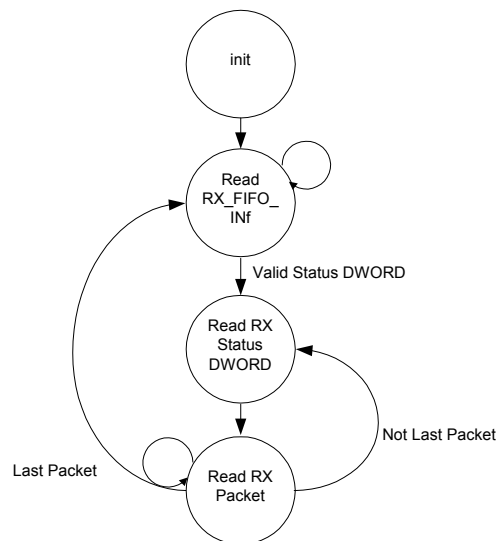 init
Read
RX_FIFO_
INf
Valid Status DWORD
Read RX
Status
DWORD
Not Last Packet
Last Packet
Read RX
Packet